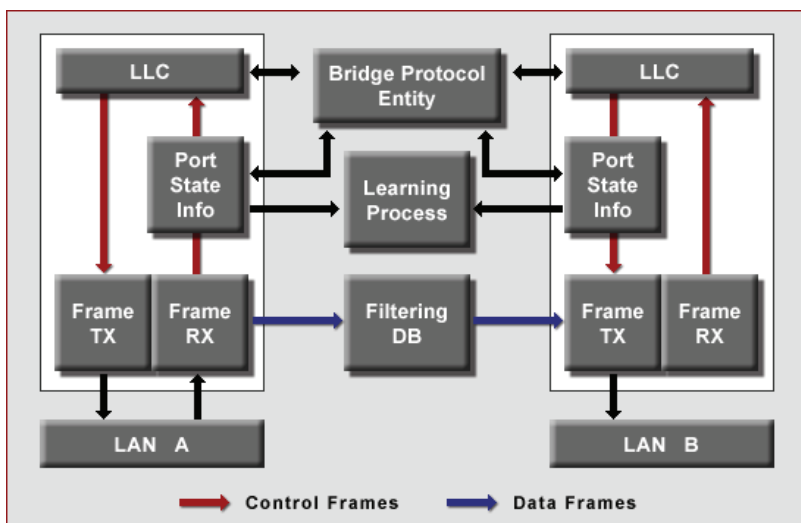 LLC
Bridge Protocol
Entity
LLC
Port
State
Info
Learning
Process
Port
State
Info
Frame
TX
Frame
RX
Filtering
DB
Frame
TX
Frame
RX
LAN A
LAN B
Control Frames
Data Frames